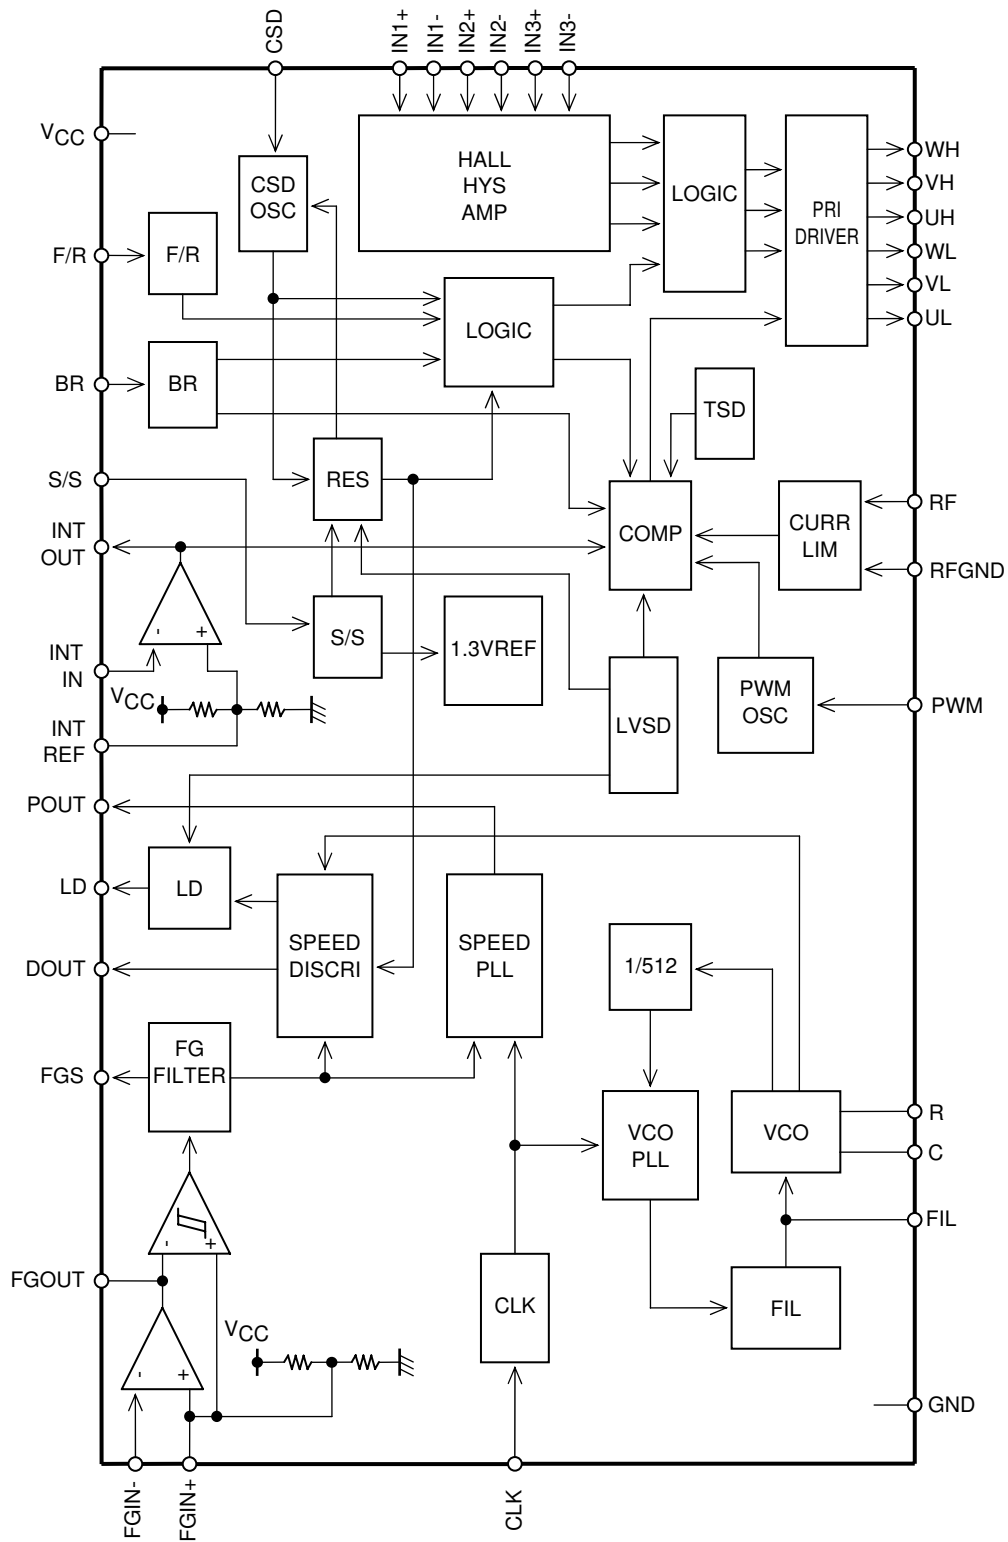 CSD
IN1+
IN1-
IN2+
IN2-
IN3+
IN3-
VCC
F/R
BR
S/S
INT
OUT
INT
IN
INT
REF
POUT
LD
DOUT
FGS
FGOUT
FGIN-
FGIN+
CLK
WH
VH
UH
WL
VL
UL
RF
RFGND
PWM
R
C
FIL
GND
CSD
OSC
HALL
HYS
AMP
LOGIC
PRI
DRIVER
F/R
LOGIC
BR
TSD
RES
COMP
CURR
LIM
-
+
S/S
1.3VREF
LVSD
PWM
OSC
VCC
LD
SPEED
DISCRI
SPEED
PLL
1/512
FG
FILTER
VCO
PLL
VCO
-
+
CLK
FIL
VCC
-
+